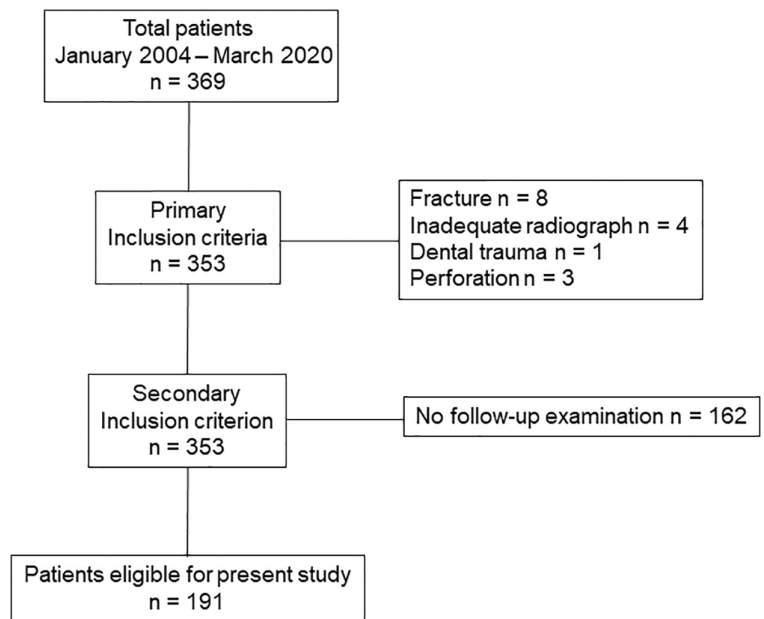 Total patients
January 2004 – March 2020
n = 369
Primary
Inclusion criteria
n = 353
Fracture n = 8
Inadequate radiograph n = 4
Dental trauma n = 1
Perforation n = 3
Secondary
Inclusion criterion
n = 353
No follow-up examination n = 162
Patients eligible for present study
n = 191